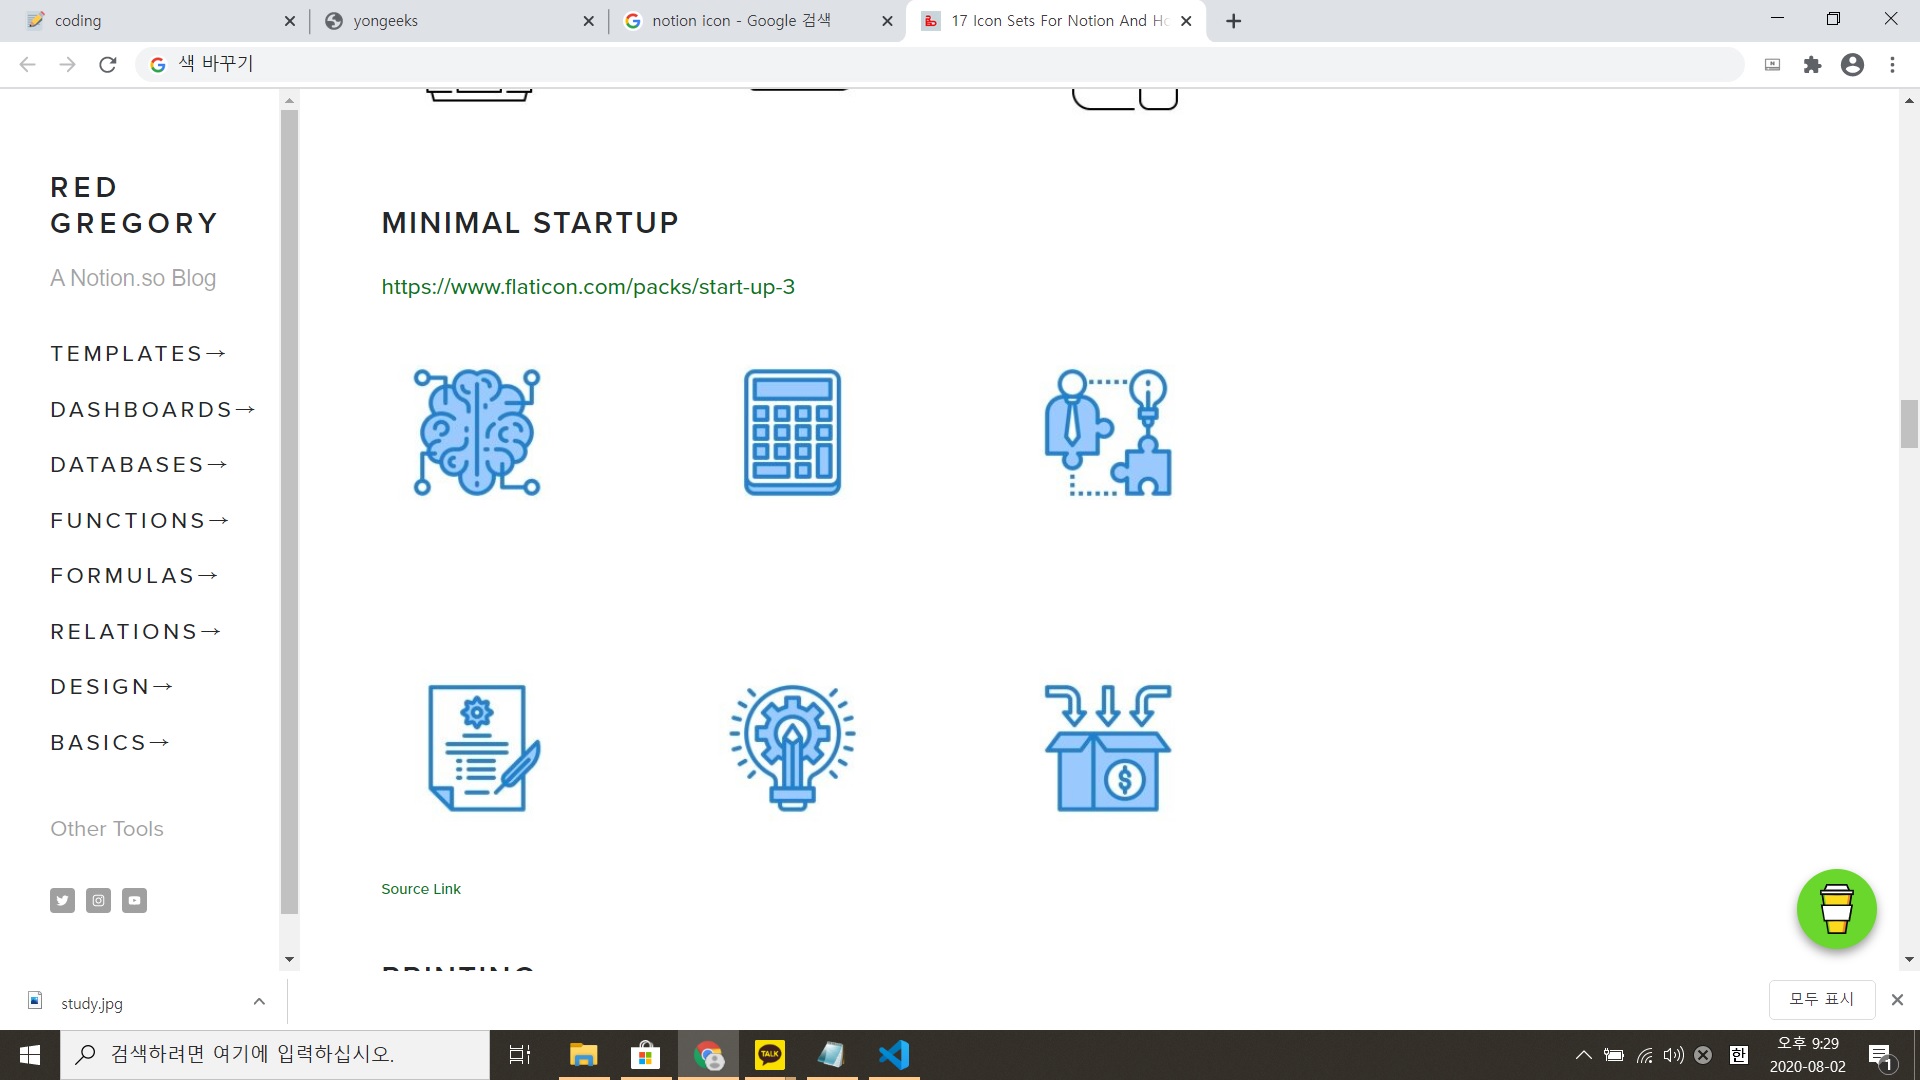 coding
yongeeks
notion icon - Google 검색
17 Icon Sets For Notion And Ho
색 바꾸기
RED
GREGORY
A Notion.so Blog
TEMPLATES→
DASHBOARDS→
DATABASES→
FUNCTIONS→
FORMULAS→
RELATIONS→
DESIGN→
BASICS→
Other Tools
MINIMAL STARTUP
https://www.flaticon.com/packs/start-up-3
$
Source Link
PRINTING
study.jpg
모두 표시
검색하려면 여기에 입력하십시오.
TALK
한
오후 9:29
2020-08-02
1